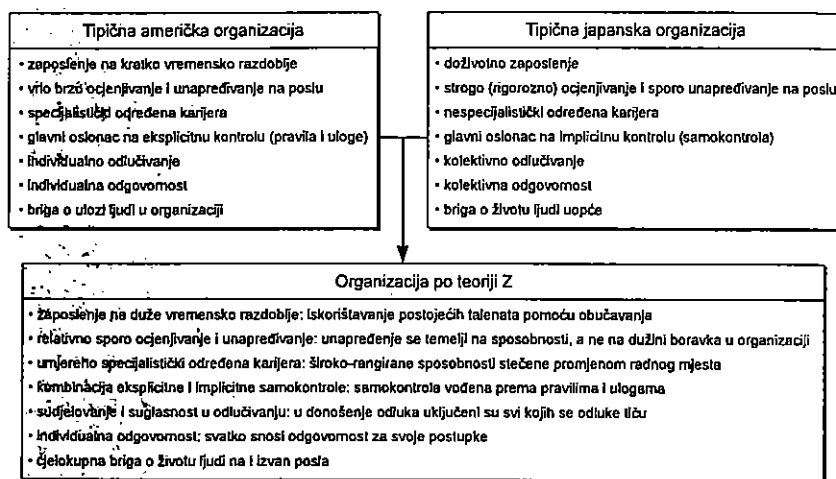 Tipična američka organizacija
• zaposlenje na kratko vremensko razdoblje
• vrlo brzo ocjenjivanje i unapređivanje na poslu
• specijalistički određena karijera
• glavni oslonac na eksplicitnu kontrolu (pravila i uloge)
• individualno odlučivanje
• individualna odgovornost
• briga o ulozi ljudi u organizaciji
Tipična japanska organizacija
• doživotno zaposlenje
• strogo (rigorozno) ocjenjivanje i sporo unapređivanje na poslu
• nespecijalistički određena karijera
• glavni oslonac na implicitnu kontrolu (samokontrola)
• kolektivno odlučivanje
• kolektivna odgovornost
• briga o životu ljudi uopće
Organizacija po teoriji Z
• zaposlenje na duže vremensko razdoblje: iskorištavanje postojećih talenata pomoću obučavanja
• relativno sporo ocjenjivanje i unapređivanje: unapređenje se temelji na sposobnosti, a ne na dužini boravka u organizaciji
• umjereno specijalistički određena karijera: široko-rangirane sposobnosti stečene promjenom radnog mjesta
• kombinacija eksplicitne i implicitne samokontrole: samokontrola vođena prema pravilima i ulogama
• sudjelovanje i suglasnost u odlučivanju: u donošenje odluka uključeni su svi kojih se odluke tiču
• individualna odgovornost: svatko snosi odgovornost za svoje postupke
• cjelokupna briga o životu ljudi na i izvan posla